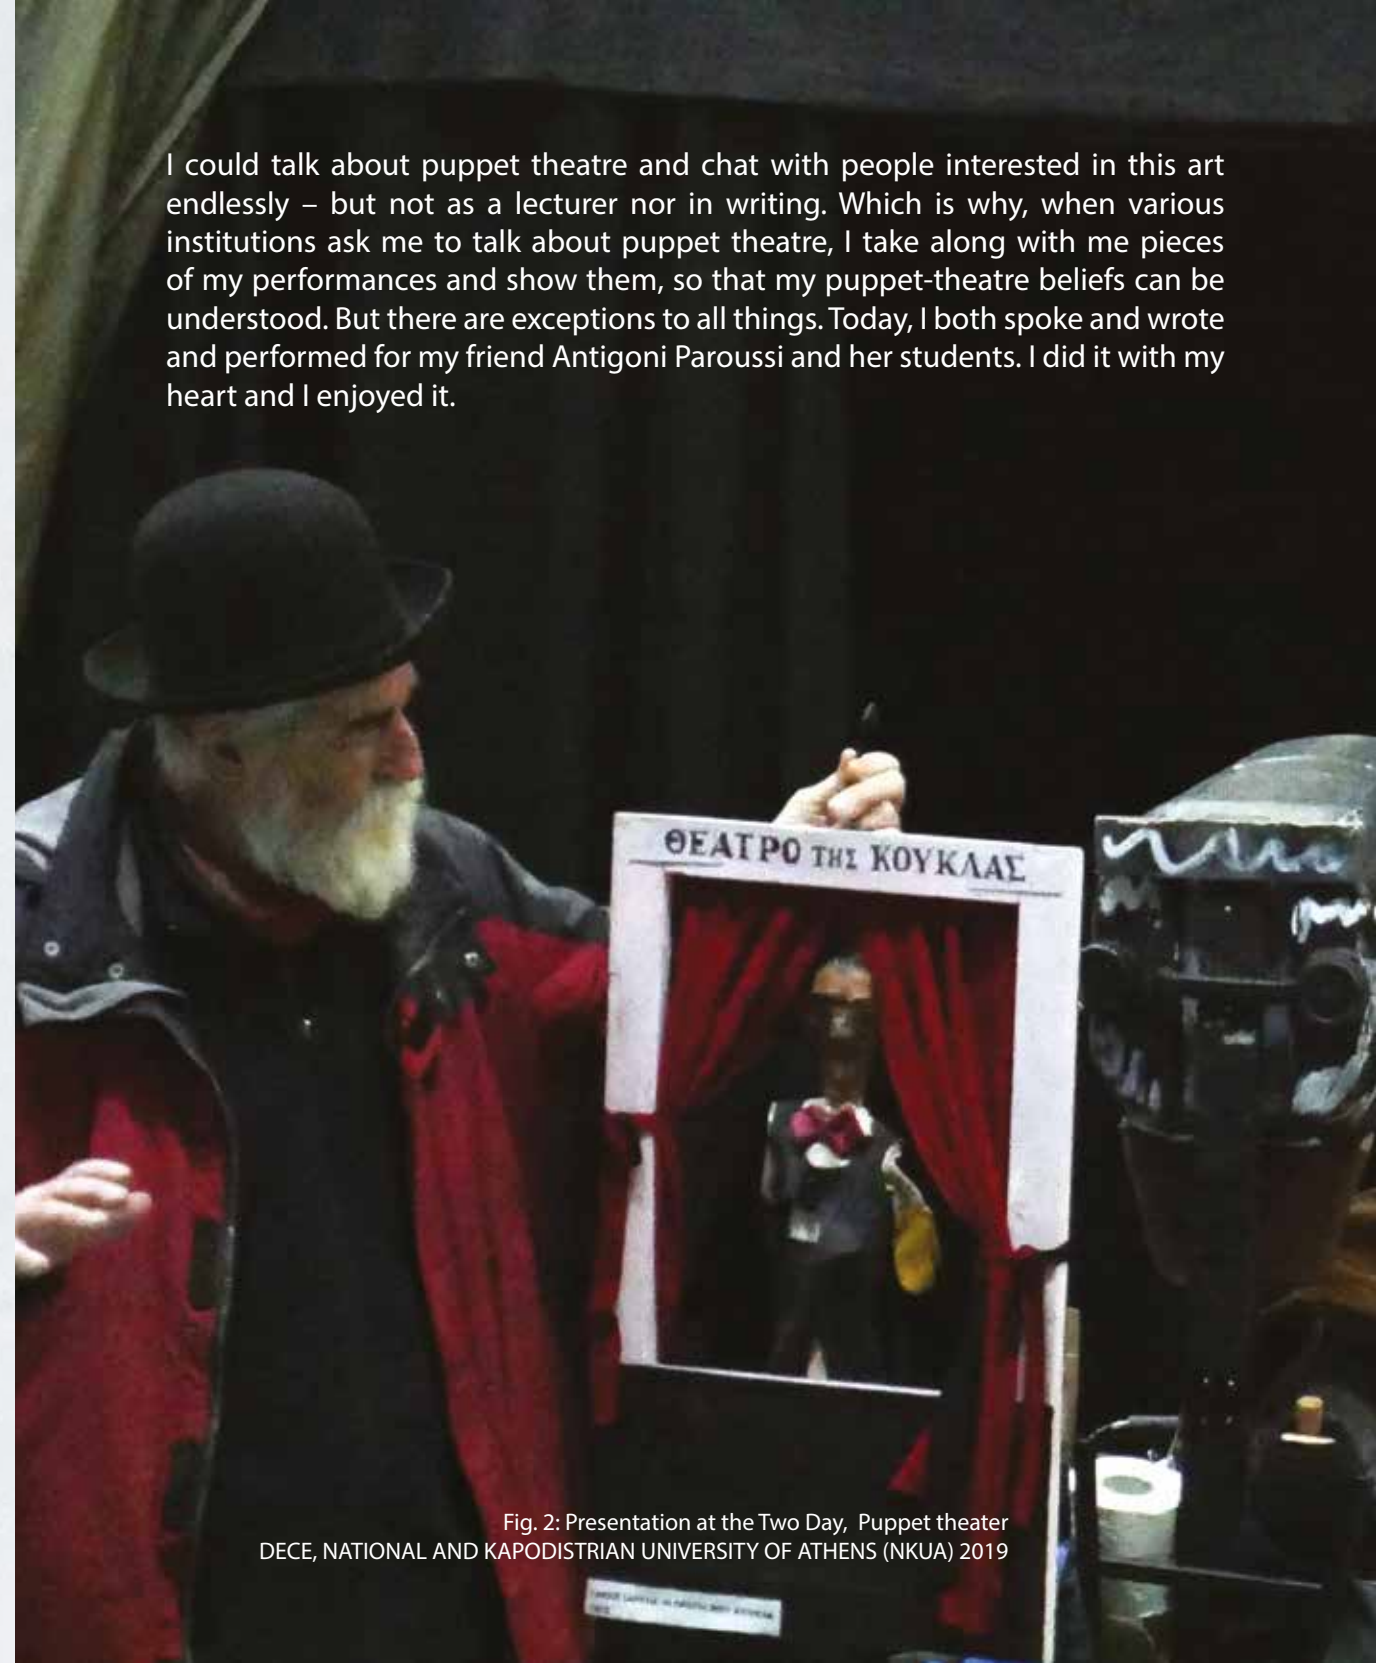 I could talk about puppet theatre and chat with people interested in this art
endlessly – but not as a lecturer nor in writing. Which is why, when various
institutions ask me to talk about puppet theatre, I take along with me pieces
of my performances and show them, so that my puppet-theatre beliefs can be
understood. But there are exceptions to all things. Today, I both spoke and wrote
and performed for my friend Antigoni Paroussi and her students. I did it with my
heart and I enjoyed it.
ΘΕΑΤΡΟ ΤΗΣ ΚΟΥΚΛΑΣ
Fig. 2: Presentation at the Two Day, Puppet theater
DECE, NATIONAL AND KAPODISTRIAN UNIVERSITY OF ATHENS (NKUA) 2019